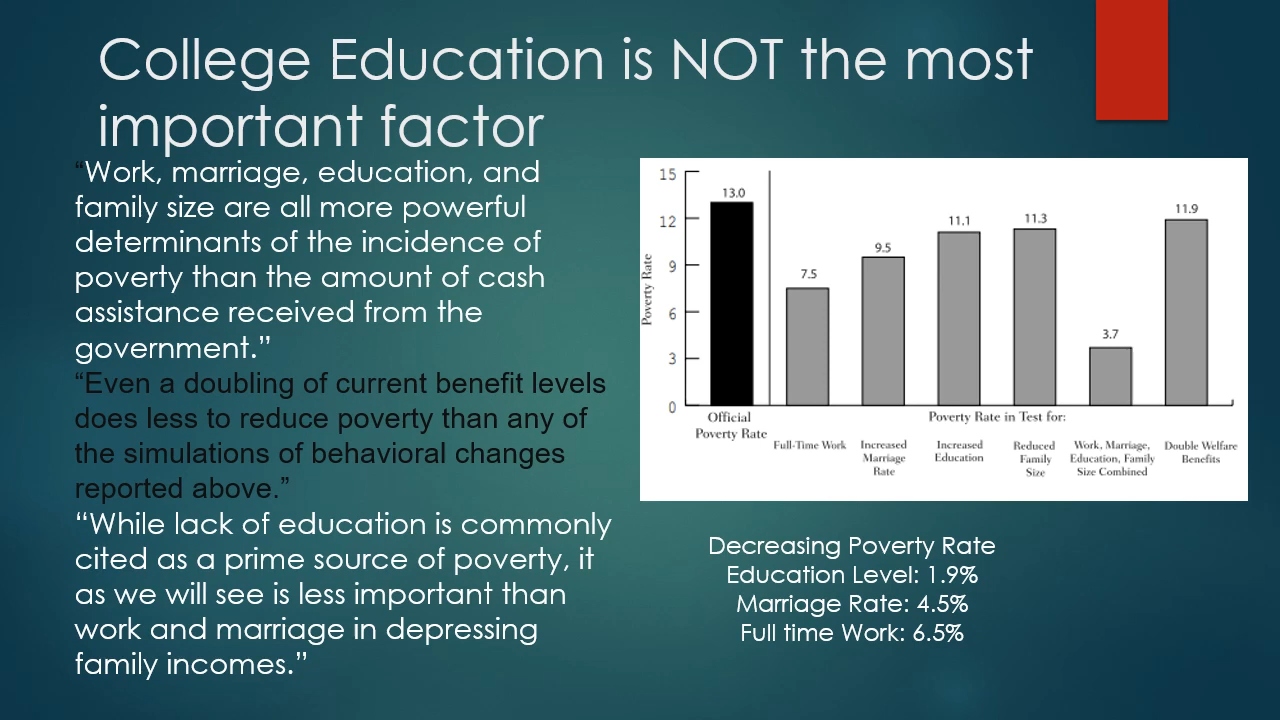 College Education is NOT the most
important factor
“Work, marriage, education, and
family size are all more powerful
determinants of the incidence of
poverty than the amount of cash
assistance received from the
government.”
“Even a doubling of current benefit levels
does less to reduce poverty than any of
the simulations of behavioral changes
reported above.”
“While lack of education is commonly
cited as a prime source of poverty, it
as we will see is less important than
work and marriage in depressing
family incomes.”
15
12
9
6
3
0
Poverty Rate
13.0
7.5
9.5
11.1
11.3
3.7
11.9
Official
Poverty Rate
Poverty Rate in Test for:
Full-Time Work
Increased
Marriage
Rate
Increased
Education
Reduced
Family
Size
Work, Marriage,
Education, Family
Size Combined
Double Welfare
Benefits
Decreasing Poverty Rate
Education Level: 1.9%
Marriage Rate: 4.5%
Full time Work: 6.5%